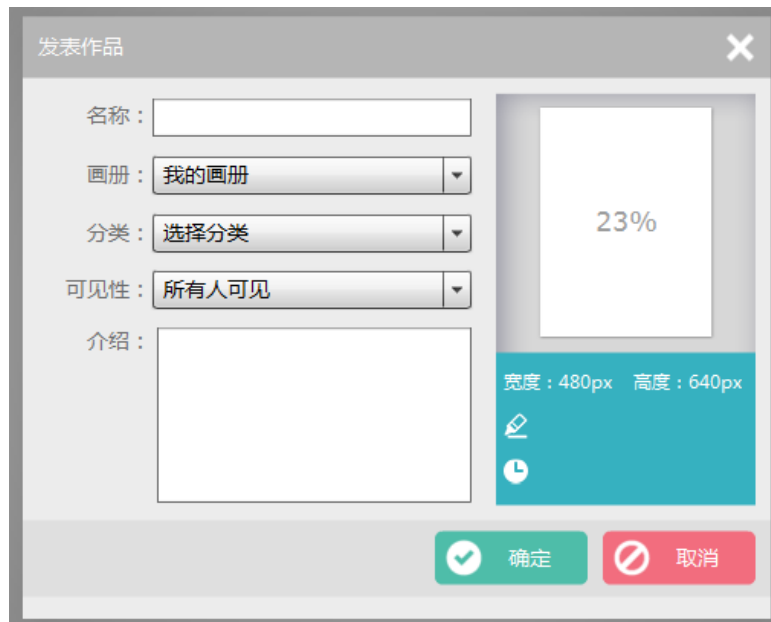 发表作品
名称：
画册：我的画册
分类：选择分类
可见性：所有人可见
介绍：
23%
宽度：480px 高度：640px
确定 取消